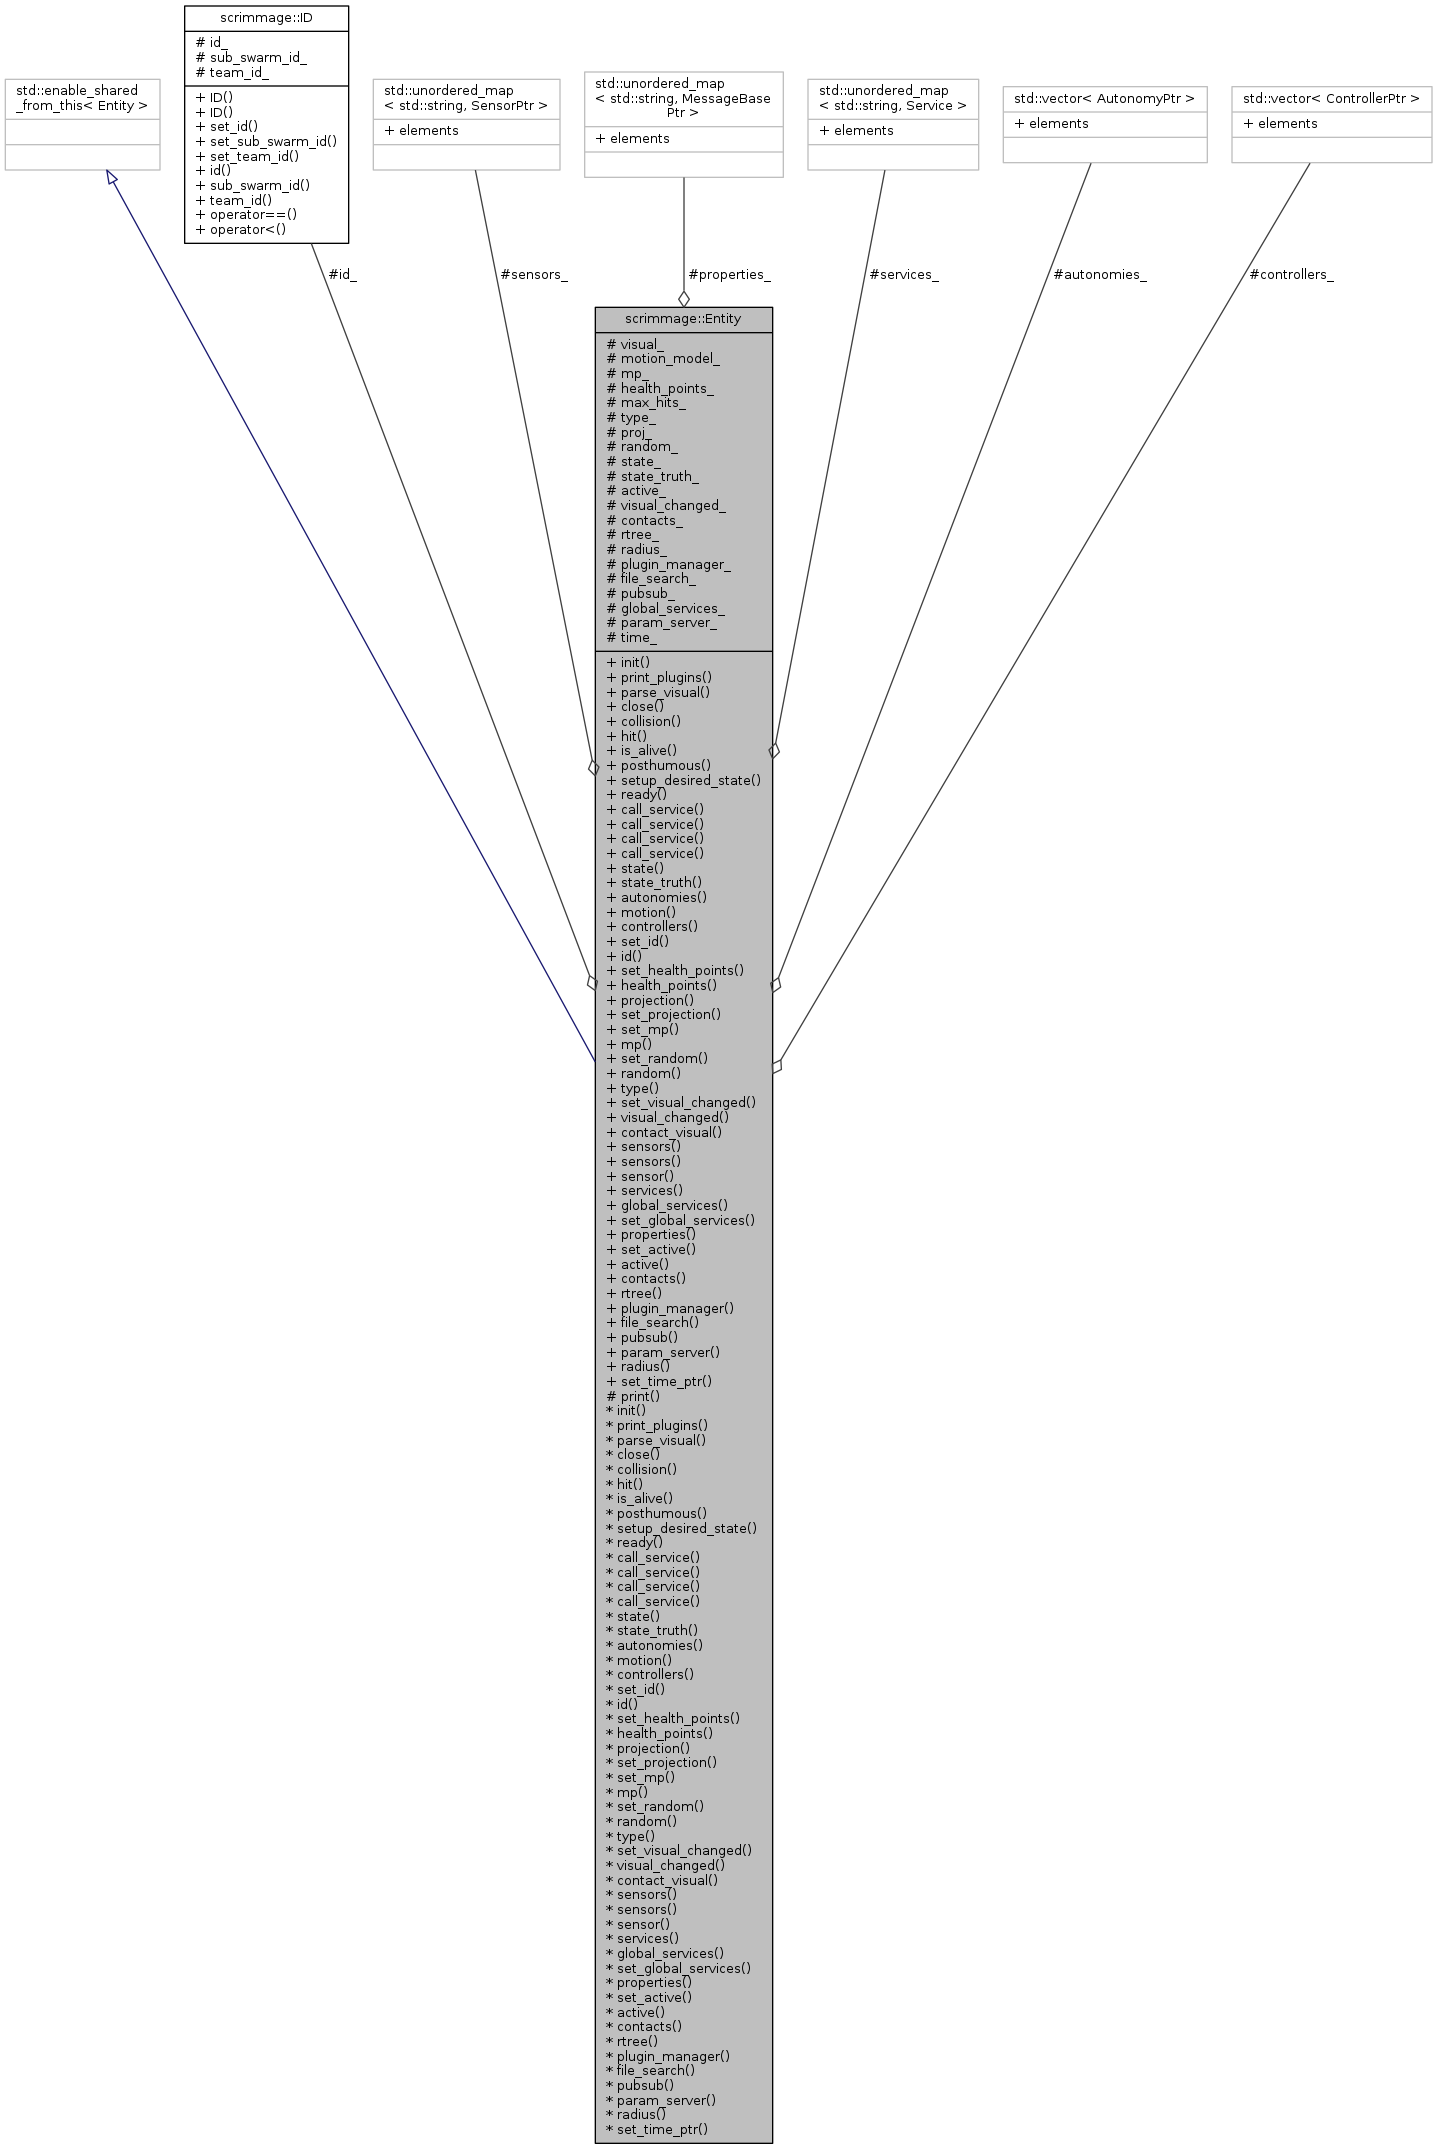 scrimmage::ID
# id_
# sub_swarm_id_
# team_id_
+ ID()
+ ID()
+ set_id()
+ set_sub_swarm_id()
+ set_team_id()
+ id()
+ sub_swarm_id()
+ team_id()
+ operator==()
+ operator<()
std::enable_shared
_from_this< Entity >
std::unordered_map
< std::string, SensorPtr >
+ elements
std::unordered_map
< std::string, MessageBase
Ptr >
+ elements
std::unordered_map
< std::string, Service >
+ elements
std::vector< AutonomyPtr >
+ elements
std::vector< ControllerPtr >
+ elements
#id_
#sensors_
#properties_
#services_
#autonomies_
#controllers_
scrimmage::Entity
# visual_
# motion_model_
# mp_
# health_points_
# max_hits_
# type_
# proj_
# random_
# state_
# state_truth_
# active_
# visual_changed_
# contacts_
# rtree_
# radius_
# plugin_manager_
# file_search_
# pubsub_
# global_services_
# param_server_
# time_
+ init()
+ print_plugins()
+ parse_visual()
+ close()
+ collision()
+ hit()
+ is_alive()
+ posthumous()
+ setup_desired_state()
+ ready()
+ call_service()
+ call_service()
+ call_service()
+ call_service()
+ state()
+ state_truth()
+ autonomies()
+ motion()
+ controllers()
+ set_id()
+ id()
+ set_health_points()
+ health_points()
+ projection()
+ set_projection()
+ set_mp()
+ mp()
+ set_random()
+ random()
+ type()
+ set_visual_changed()
+ visual_changed()
+ contact_visual()
+ sensors()
+ sensors()
+ sensor()
+ services()
+ global_services()
+ set_global_services()
+ properties()
+ set_active()
+ active()
+ contacts()
+ rtree()
+ plugin_manager()
+ file_search()
+ pubsub()
+ param_server()
+ radius()
+ set_time_ptr()
# print()
* init()
* print_plugins()
* parse_visual()
* close()
* collision()
* hit()
* is_alive()
* posthumous()
* setup_desired_state()
* ready()
* call_service()
* call_service()
* call_service()
* call_service()
* state()
* state_truth()
* autonomies()
* motion()
* controllers()
* set_id()
* id()
* set_health_points()
* health_points()
* projection()
* set_projection()
* set_mp()
* mp()
* set_random()
* random()
* type()
* set_visual_changed()
* visual_changed()
* contact_visual()
* sensors()
* sensors()
* sensor()
* services()
* global_services()
* set_global_services()
* properties()
* set_active()
* active()
* contacts()
* rtree()
* plugin_manager()
* file_search()
* pubsub()
* param_server()
* radius()
* set_time_ptr()